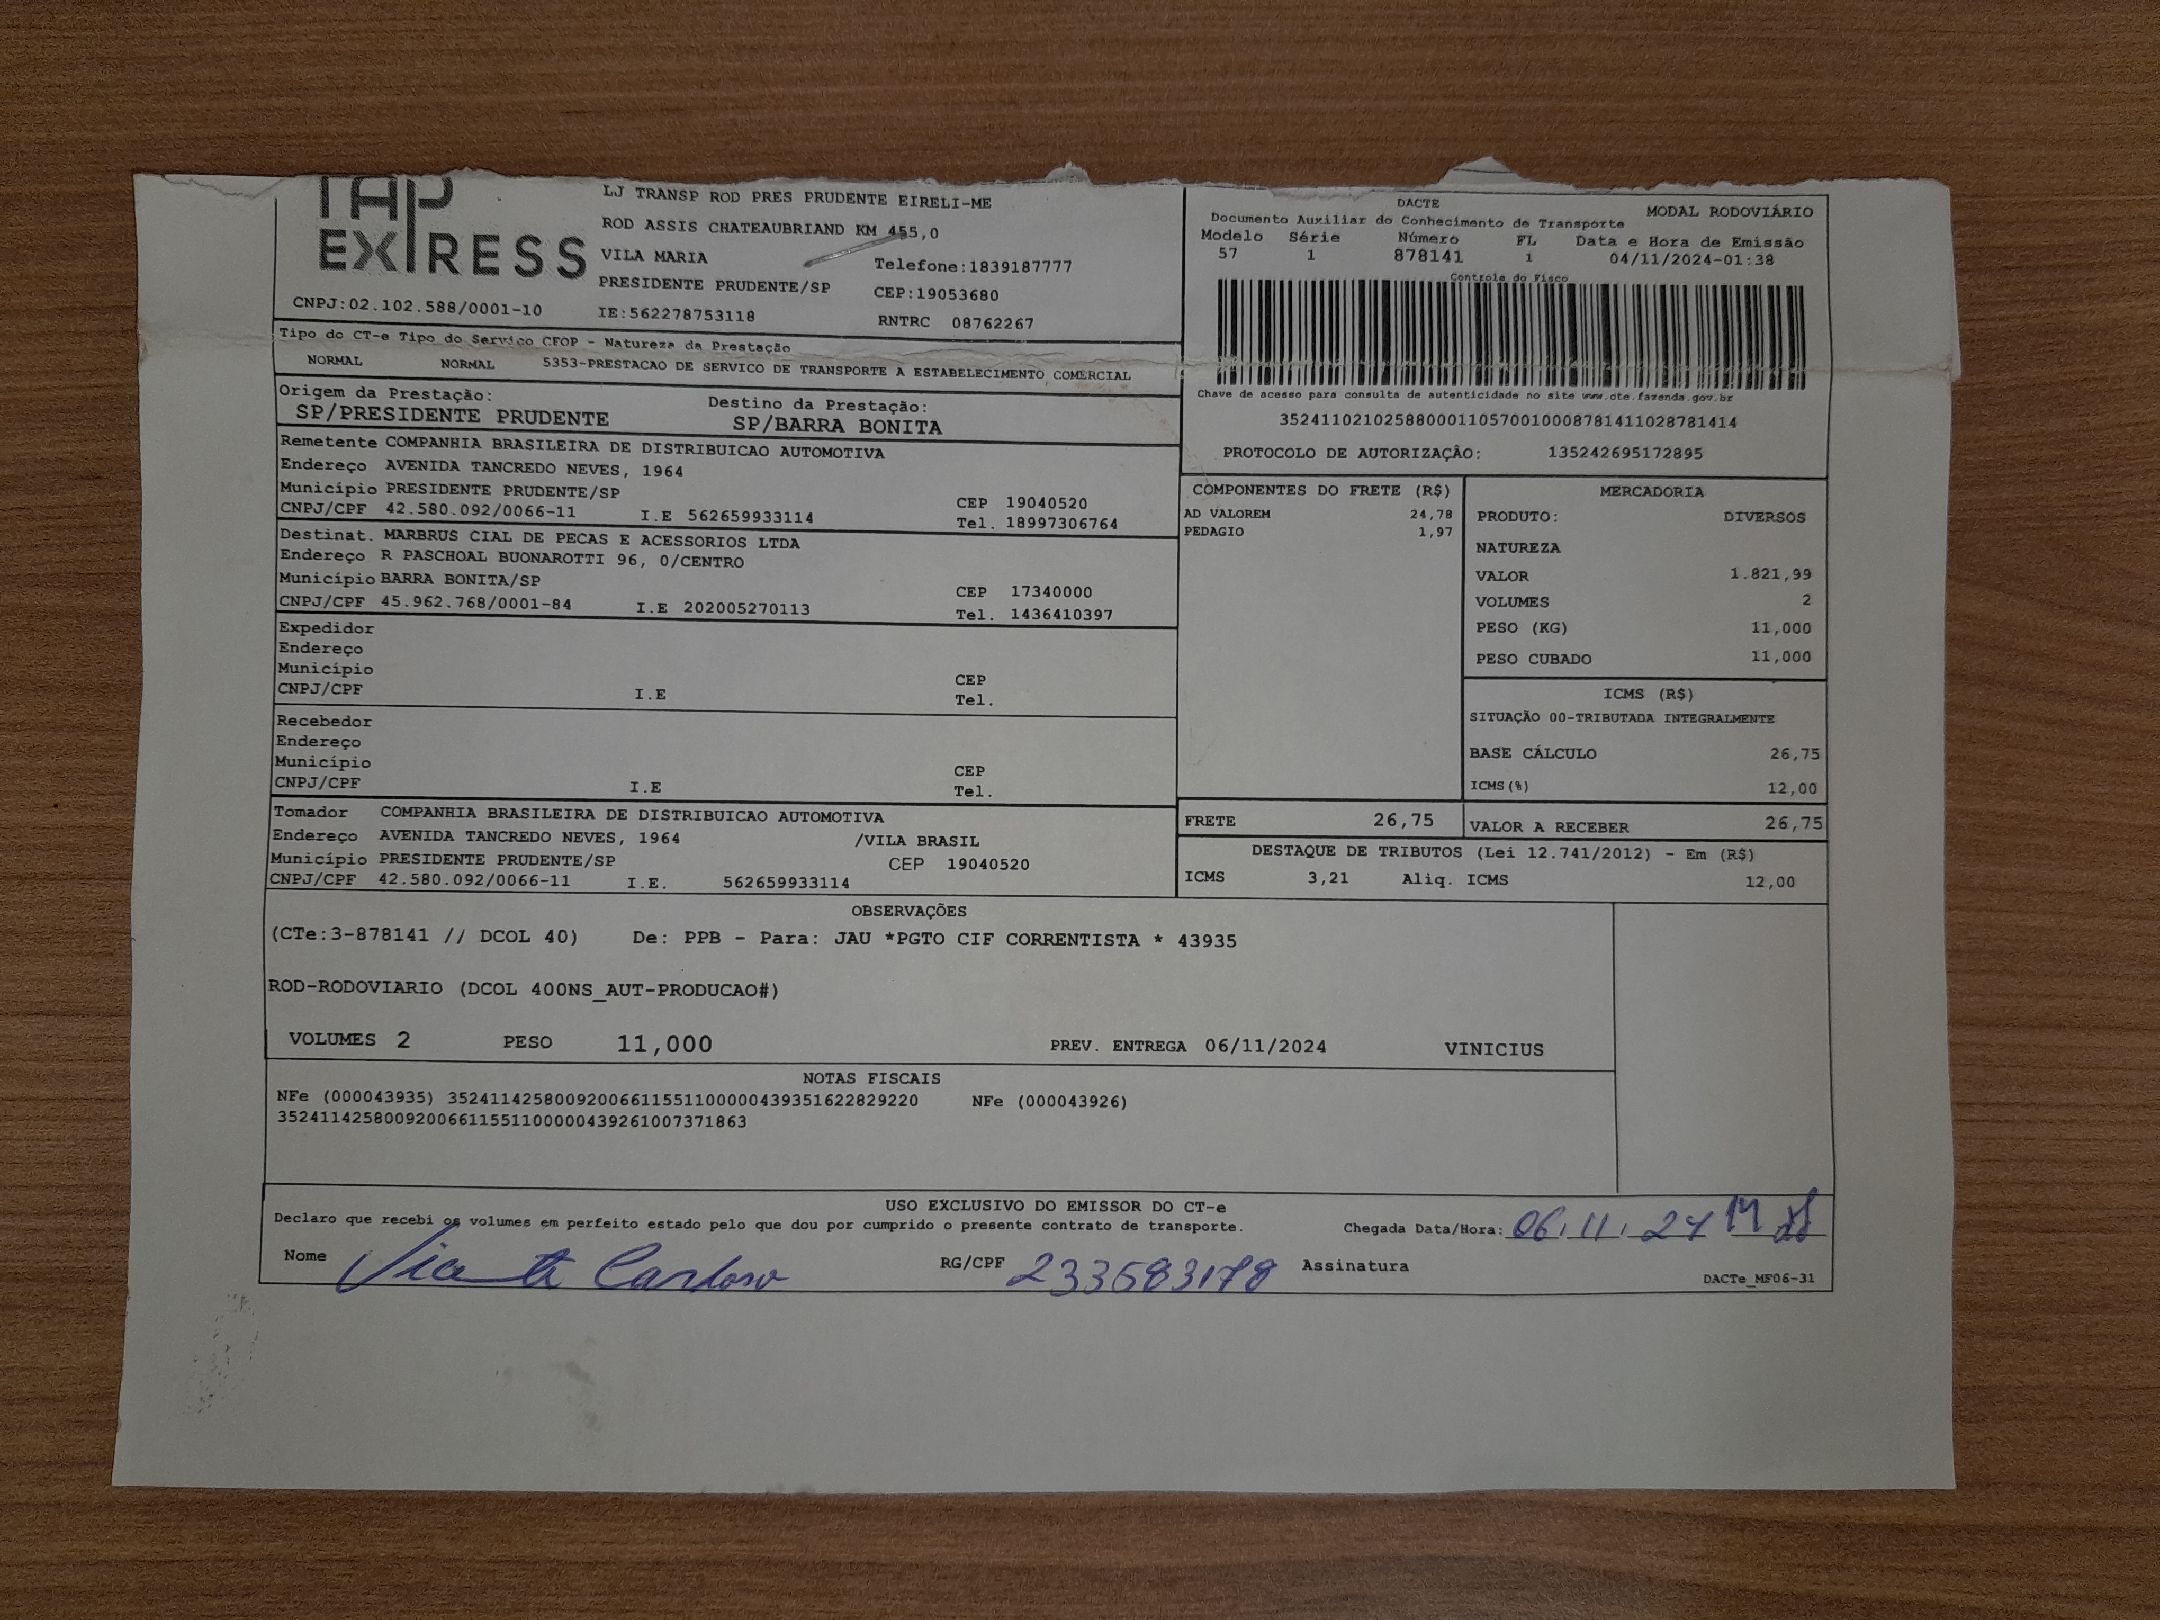 TAP
EXPRESS
CNPJ:02.102.588/0001-10
LJ TRANSP ROD PRES PRUDENTE EIRELI-ME
ROD ASSIS CHATEAUBRIAND KM 455,0
VILA MARIA Telefone:1839187777
PRESIDENTE PRUDENTE/SP CEP:19053680
IE:562278753118 RNTRC 08762267
DACTE MODAL RODOVIÁRIO
Documento Auxiliar do Conhecimento de Transporte
Modelo Série Número FL Data e Hora de Emissão
57 1 878141 1 04/11/2024-01:38
Controle do Fisco
Chave de acesso para consulta de autenticidade no site www.cte.fazenda.gov.br
35241102102588000110570010008781411028781414
PROTOCOLO DE AUTORIZAÇÃO: 135242695172895
Tipo do CT-e Tipo do Serviço CFOP - Natureza da Prestação
NORMAL NORMAL 5353-PRESTACAO DE SERVICO DE TRANSPORTE A ESTABELECIMENTO COMERCIAL
Origem da Prestação: Destino da Prestação:
SP/PRESIDENTE PRUDENTE SP/BARRA BONITA
Remetente COMPANHIA BRASILEIRA DE DISTRIBUICAO AUTOMOTIVA
Endereço AVENIDA TANCREDO NEVES, 1964
Município PRESIDENTE PRUDENTE/SP CEP 19040520
CNPJ/CPF 42.580.092/0066-11 I.E 562659933114 Tel. 18997306764
Destinat. MARBRUS CIAL DE PECAS E ACESSORIOS LTDA
Endereço R PASCHOAL BUONAROTTI 96, 0/CENTRO
Município BARRA BONITA/SP CEP 17340000
CNPJ/CPF 45.962.768/0001-84 I.E 202005270113 Tel. 1436410397
Expedidor
Endereço
Município CEP
CNPJ/CPF I.E Tel.
Recebedor
Endereço
Município CEP
CNPJ/CPF I.E Tel.
Tomador COMPANHIA BRASILEIRA DE DISTRIBUICAO AUTOMOTIVA
Endereço AVENIDA TANCREDO NEVES, 1964 /VILA BRASIL
Município PRESIDENTE PRUDENTE/SP CEP 19040520
CNPJ/CPF 42.580.092/0066-11 I.E. 562659933114
COMPONENTES DO FRETE (R$)
AD VALOREM 24,78
PEDAGIO 1,97
MERCADORIA
PRODUTO: DIVERSOS
NATUREZA
VALOR 1.821,99
VOLUMES 2
PESO (KG) 11,000
PESO CUBADO 11,000
ICMS (R$)
SITUAÇÃO 00-TRIBUTADA INTEGRALMENTE
BASE CÁLCULO 26,75
ICMS(%) 12,00
FRETE 26,75 VALOR A RECEBER 26,75
DESTAQUE DE TRIBUTOS (Lei 12.741/2012) - Em (R$)
ICMS 3,21 Aliq. ICMS 12,00
OBSERVAÇÕES
(CTe:3-878141 // DCOL 40) De: PPB - Para: JAU *PGTO CIF CORRENTISTA * 43935
ROD-RODOVIARIO (DCOL 400NS_AUT-PRODUCAO#)
VOLUMES 2 PESO 11,000 PREV. ENTREGA 06/11/2024 VINICIUS
NOTAS FISCAIS
NFe (000043935) 35241142580092006611551100000439351622829220 NFe (000043926)
35241142580092006611551100000439261007371863
USO EXCLUSIVO DO EMISSOR DO CT-e
Declaro que recebi os volumes em perfeito estado pelo que dou por cumprido o presente contrato de transporte. Chegada Data/Hora: 06.11.24
Nome Cardoso RG/CPF 233583178 Assinatura
DACTe_MF06-31